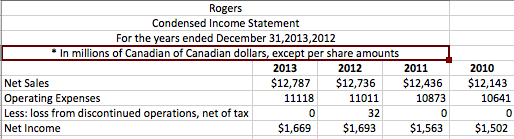 Rogers
Condensed Income Statement
For the years ended December 31,2013,2012
* In millions of Canadian of Canadian dollars, except per share amounts
2013 2012 2011 2010
Net Sales $12,787 $12,736 $12,436 $12,143
Operating Expenses 11118 11011 10873 10641
Less: loss from discontinued operations, net of tax 0 32 0 0
Net Income $1,669 $1,693 $1,563 $1,502